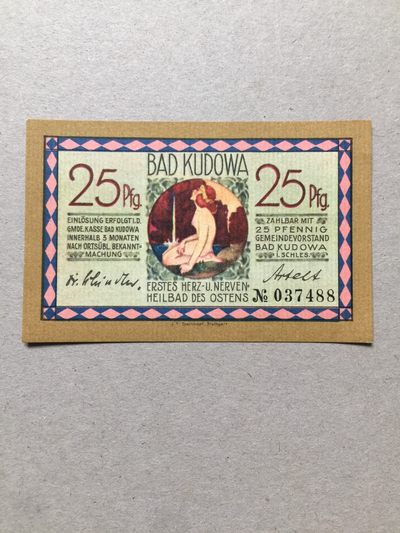 BAD KUDOWA
25 Pfg.
EINLÖSUNG ERFOLGT I. D.
GMDE. KASSE BAD KUDOWA
INNERHALB 3 MONATEN
NACH ORTSÜBL. BEKANNT-
MACHUNG
25 Pfg.
ZAHLBAR MIT
25 PFENNIG
GEMEINDEVORSTAND
BAD KUDOWA
I. SCHLES.
ERSTES HERZ- U. NERVEN-
HEILBAD DES OSTENS
№ 037488
Stuttgart